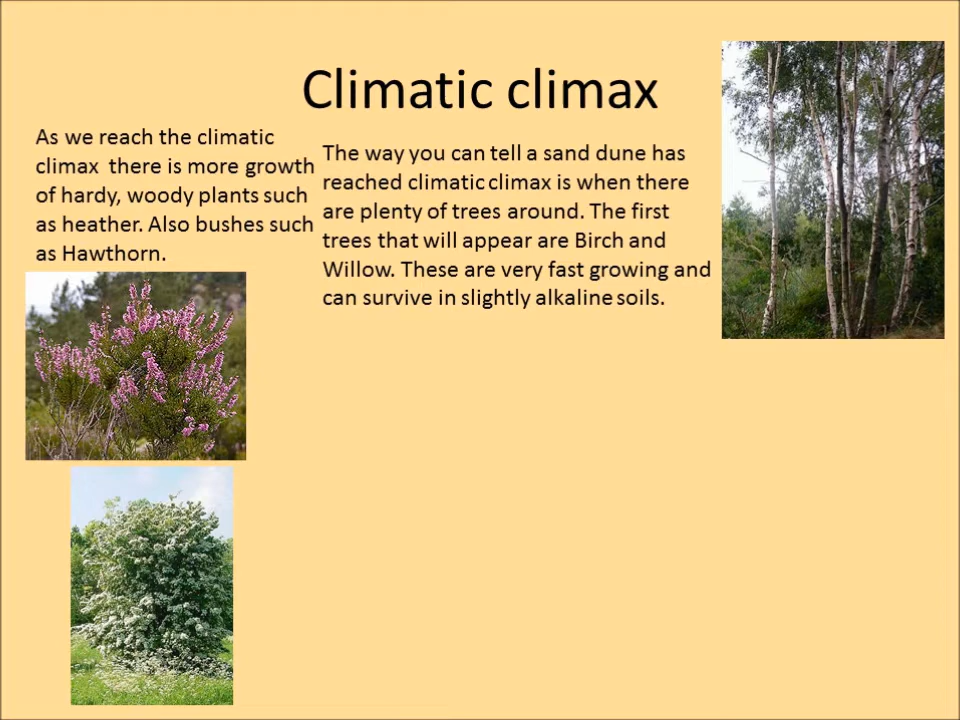 Climatic climax
As we reach the climatic
climax  there is more growth
of hardy, woody plants such
as heather. Also bushes such
as Hawthorn.
The way you can tell a sand dune has
reached climatic climax is when there
are plenty of trees around. The first
trees that will appear are Birch and
Willow. These are very fast growing and
can survive in slightly alkaline soils.